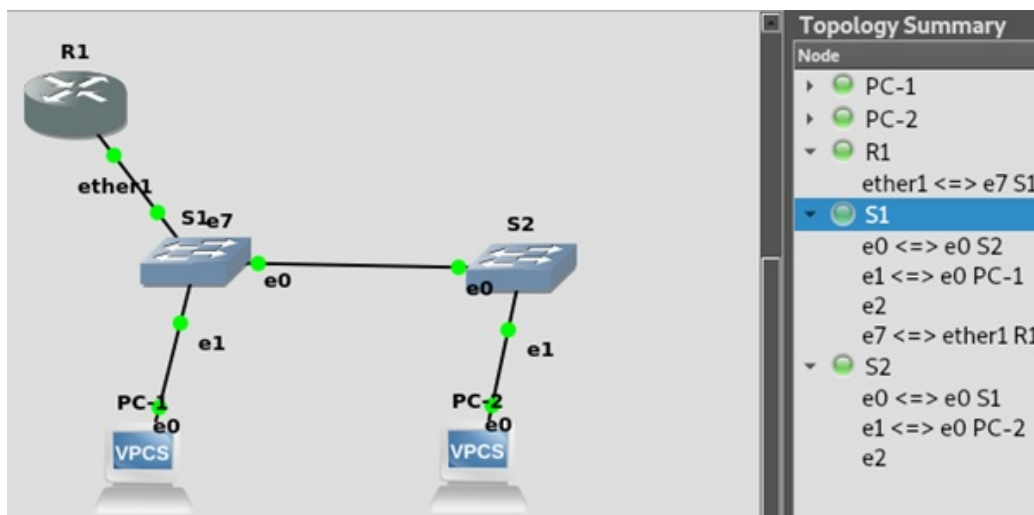 R1
ether1
S1 e7
S2
e0
e0
e1
e1
PC-1
e0
PC-2
e0
VPCS
VPCS
Topology Summary
Node
PC-1
PC-2
R1
ether1 <=> e7 S1
S1
e0 <=> e0 S2
e1 <=> e0 PC-1
e2
e7 <=> ether1 R1
S2
e0 <=> e0 S1
e1 <=> e0 PC-2
e2